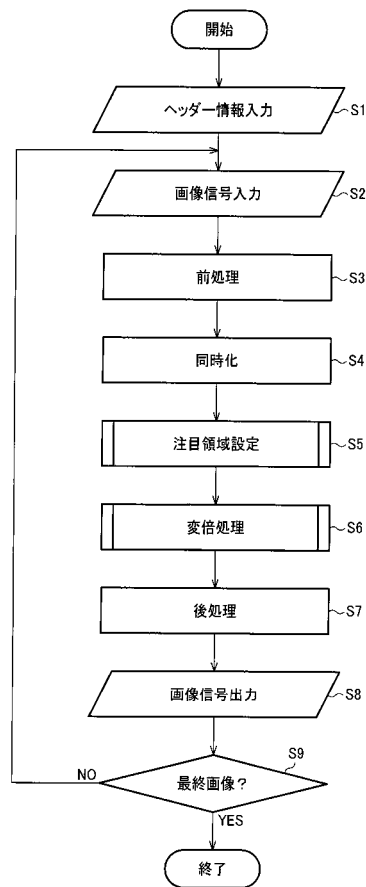 開始
ヘッダー情報入力 S1
画像信号入力 S2
前処理 S3
同時化 S4
注目領域設定 S5
変倍処理 S6
後処理 S7
画像信号出力 S8
S9
最終画像?
NO
YES
終了